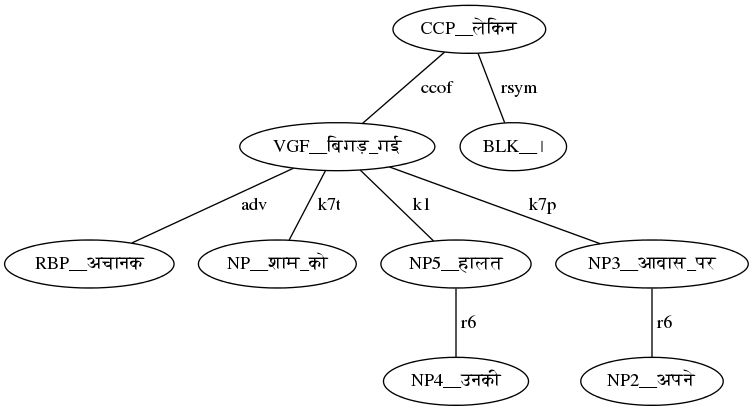 CCP__लेकिन
ccof rsym
VGF__बिगड़_गई BLK__।
adv k7t k1 k7p
RBP__अचानक NP__शाम_को NP5__हालत NP3__आवास_पर
r6 r6
NP4__उनकी NP2__अपने